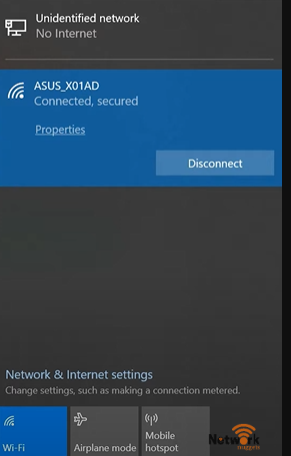 Unidentified network
No Internet
ASUS_X01AD
Connected, secured
Properties
Disconnect
Network & Internet settings
Change settings, such as making a connection metered.
Wi-Fi
Airplane mode
Mobile
hotspot
Network